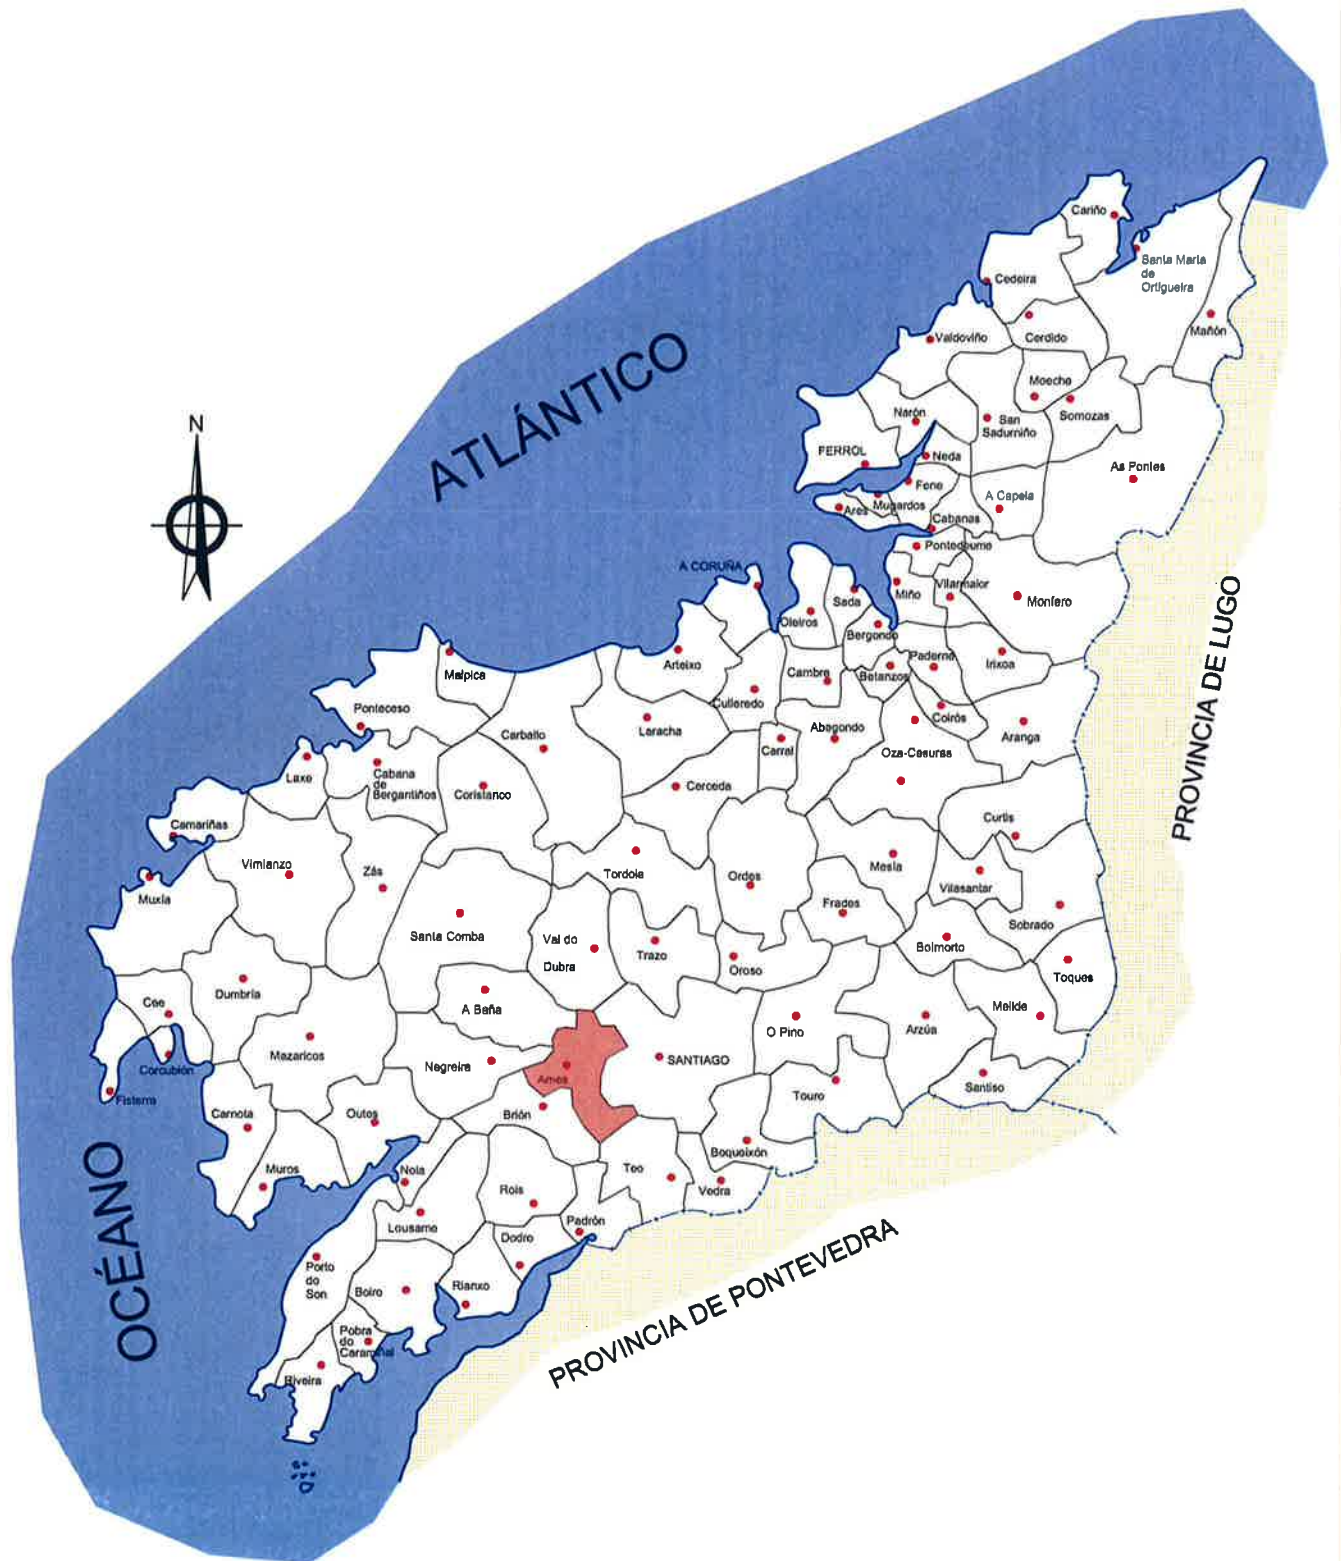 Cariño
Santa Marta
de
Ortigueira
Cedeira
Mañón
Valdoviño
Cerdido
Moeche
Somozas
Narón
San
Sadurniño
FERROL
Neda
As Pontes
Fene
A Capela
Mugardos
Ares
Cabanas
Pontedeume
ATLÁNTICO
N
A CORUÑA
Vilarmaior
Miño
Sada
Monfero
Oleiros
Bergondo
PROVINCIA DE LUGO
Paderne
Irixoa
Arteixo
Cambre
Betanzos
Malpica
Culleredo
Ponteceso
Coirós
Abegondo
Laracha
Carballo
Aranga
Carral
Oza-Cesuras
Laxe
Cabana
de
Bergantiños
Cerceda
Coristanco
Curtis
Camariñas
Vimianzo
Zás
Mesía
Tordoia
Ordes
Vilasantar
Muxía
Frades
Sobrado
Santa Comba
Val do
Dubra
Boimorto
Trazo
Oroso
Toques
Dumbría
Cee
A Baña
Melide
O Pino
Arzúa
Mazaricos
SANTIAGO
Negreira
Corcubión
Ames
Santiso
Fisterra
Touro
Carnota
Outes
Brión
Boqueixón
Muros
Noia
Teo
Rois
Vedra
Lousame
Padrón
Dodro
OCÉANO
Porto
do
Son
Boiro
Rianxo
PROVINCIA DE PONTEVEDRA
Pobra
do
Caramiñal
Riveira